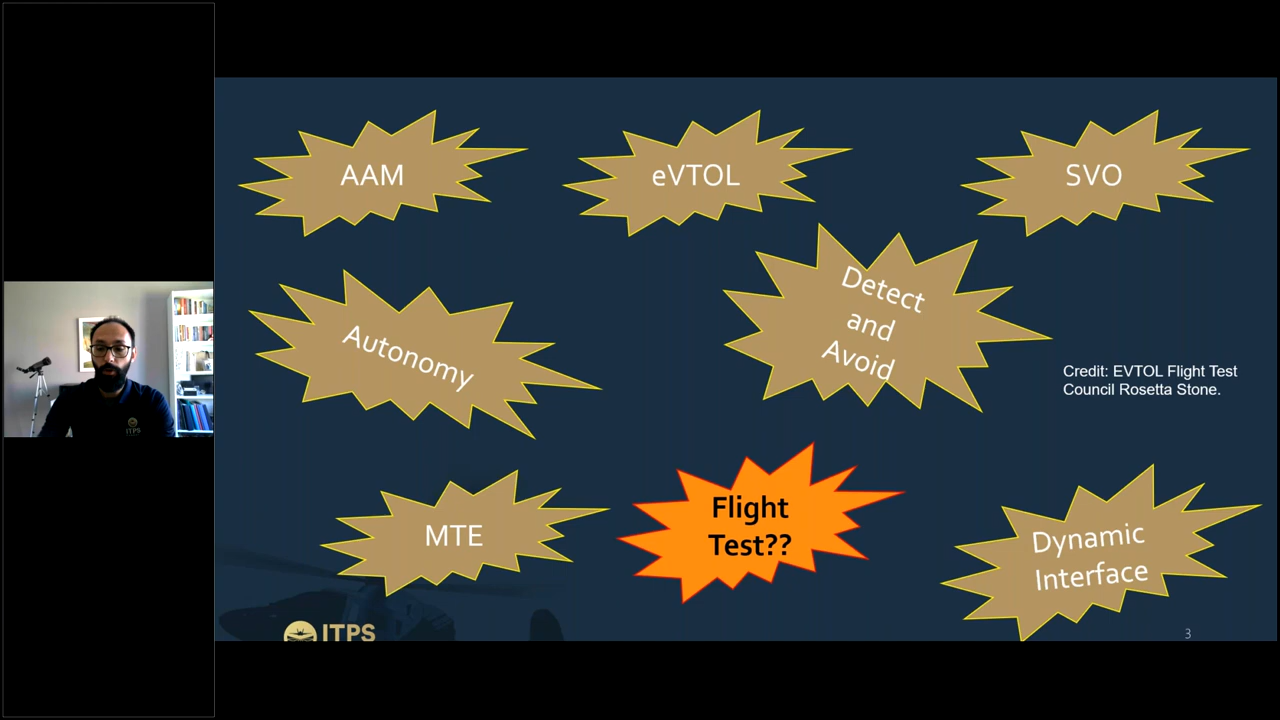 AAM
eVTOL
SVO
Autonomy
Detect
and
Avoid
Credit: EVTOL Flight Test
Council Rosetta Stone.
MTE
Flight
Test??
Dynamic
Interface
ITPS
3
ITPS